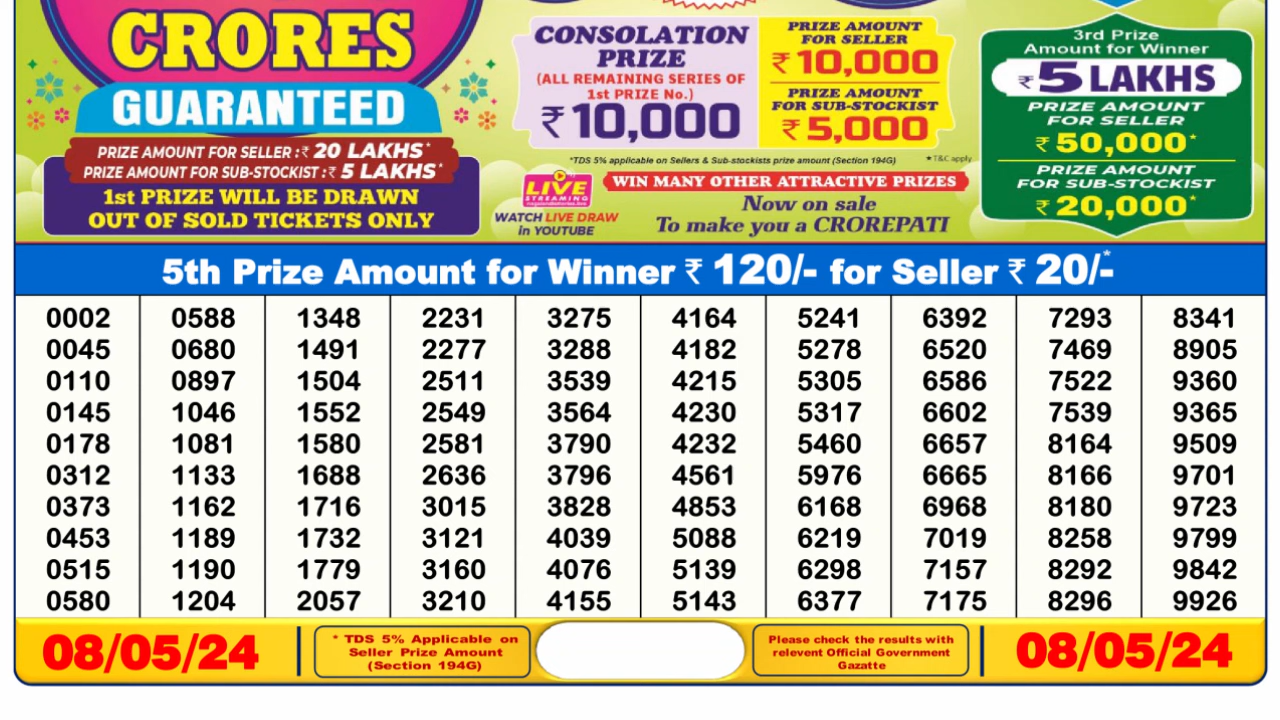 CRORES
GUARANTEED
PRIZE AMOUNT FOR SELLER :₹ 20 LAKHS*
PRIZE AMOUNT FOR SUB-STOCKIST :₹ 5 LAKHS*
1st PRIZE WILL BE DRAWN
OUT OF SOLD TICKETS ONLY
CONSOLATION
PRIZE
(ALL REMAINING SERIES OF
1st PRIZE No.)
₹ 10,000
PRIZE AMOUNT
FOR SELLER
₹ 10,000
PRIZE AMOUNT
FOR SUB-STOCKIST
₹ 5,000
*TDS 5% applicable on Sellers & Sub-stockists prize amount (Section 194G)
★T&C apply
LIVE
STREAMING
WATCH LIVE DRAW
in YOUTUBE
WIN MANY OTHER ATTRACTIVE PRIZES
Now on sale
To make you a CROREPATI
3rd Prize
Amount for Winner
₹ 5 LAKHS
PRIZE AMOUNT
FOR SELLER
₹ 50,000*
PRIZE AMOUNT
FOR SUB-STOCKIST
₹ 20,000*
5th Prize Amount for Winner ₹ 120/- for Seller ₹ 20/-*
0002 0588 1348 2231 3275 4164 5241 6392 7293 8341
0045 0680 1491 2277 3288 4182 5278 6520 7469 8905
0110 0897 1504 2511 3539 4215 5305 6586 7522 9360
0145 1046 1552 2549 3564 4230 5317 6602 7539 9365
0178 1081 1580 2581 3790 4232 5460 6657 8164 9509
0312 1133 1688 2636 3796 4561 5976 6665 8166 9701
0373 1162 1716 3015 3828 4853 6168 6968 8180 9723
0453 1189 1732 3121 4039 5088 6219 7019 8258 9799
0515 1190 1779 3160 4076 5139 6298 7157 8292 9842
0580 1204 2057 3210 4155 5143 6377 7175 8296 9926
08/05/24
* TDS 5% Applicable on
Seller Prize Amount
(Section 194G)
Please check the results with
relevent Official Government
Gazatte
08/05/24